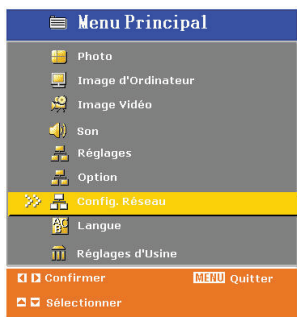 Menu Principal
Photo
Image d'Ordinateur
Image Vidéo
Son
Réglages
Option
Config. Réseau
Langue
Réglages d'Usine
Confirmer MENU Quitter
Sélectionner